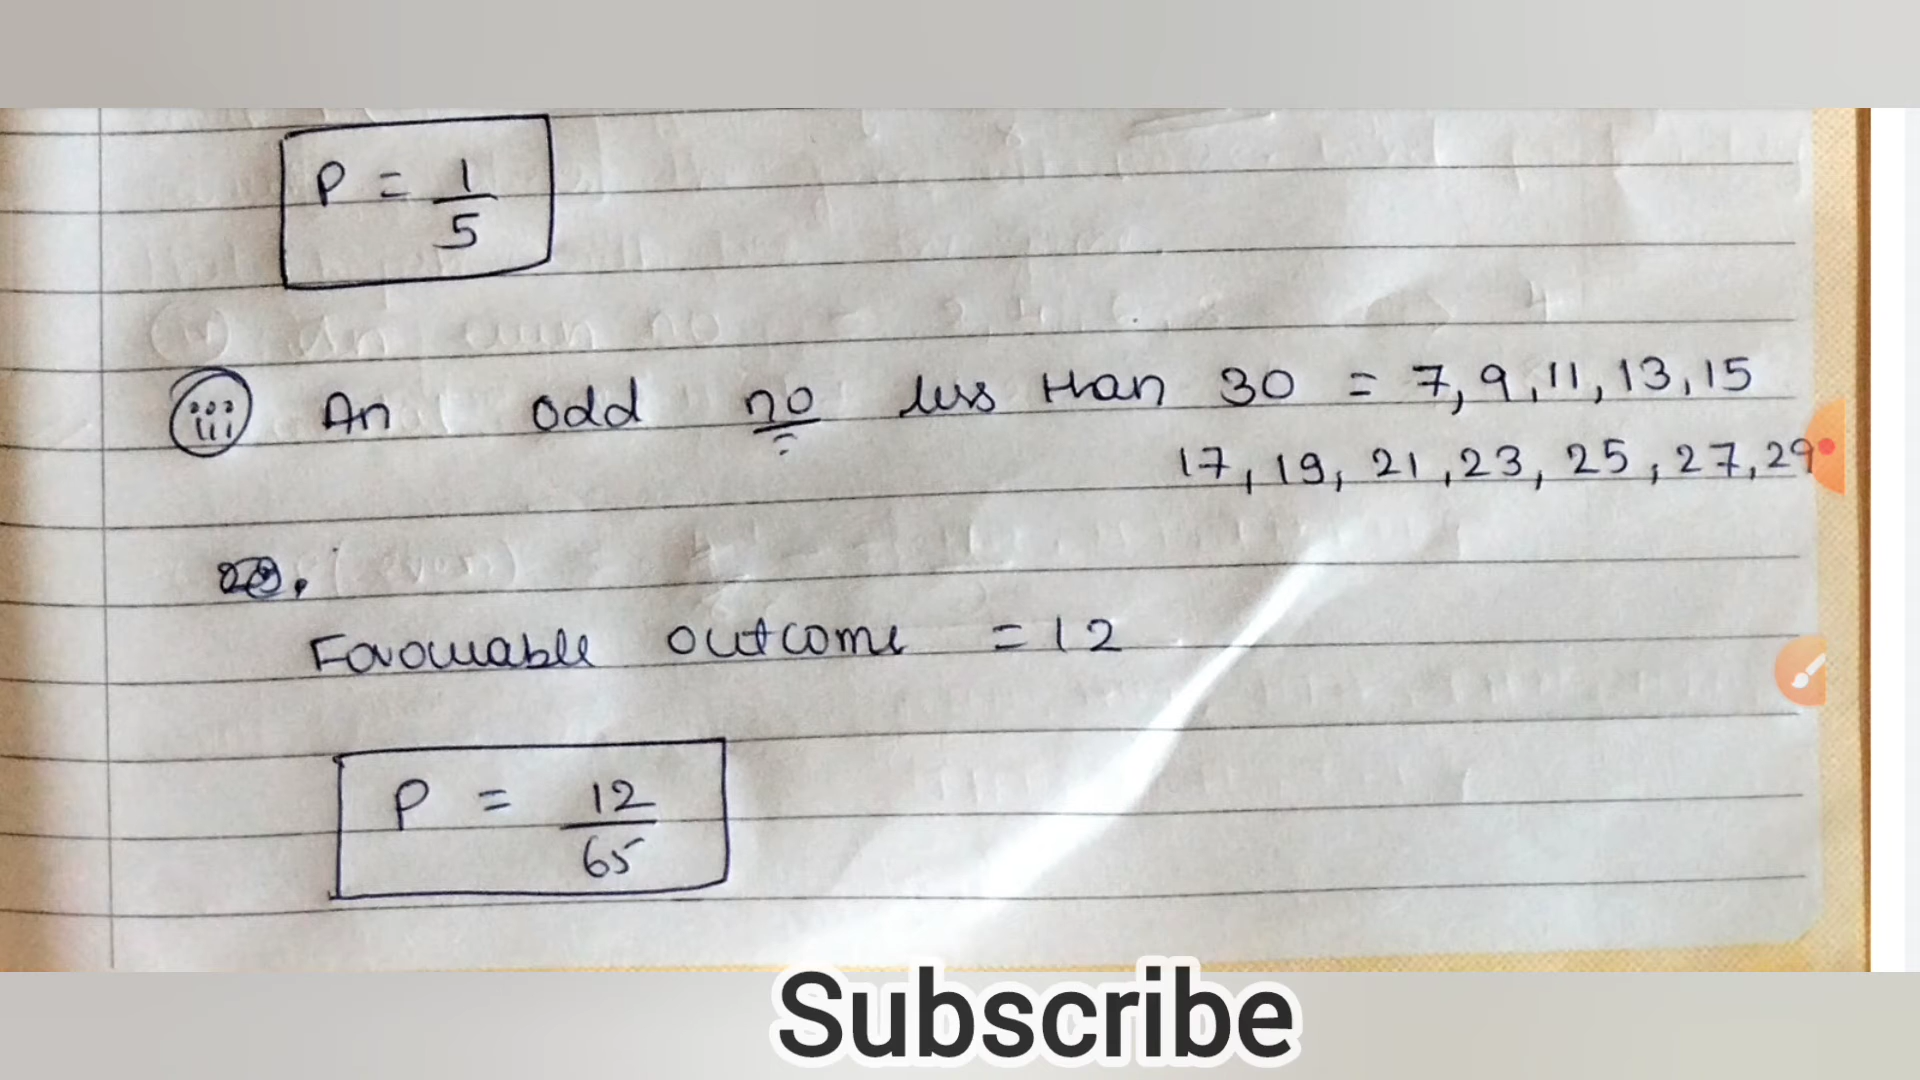 P = 1/5
(iii) An odd no less than 30 = 7, 9, 11, 13, 15
17, 19, 21, 23, 25, 27, 29
Favourable outcome = 12
P = 12/65
Subscribe